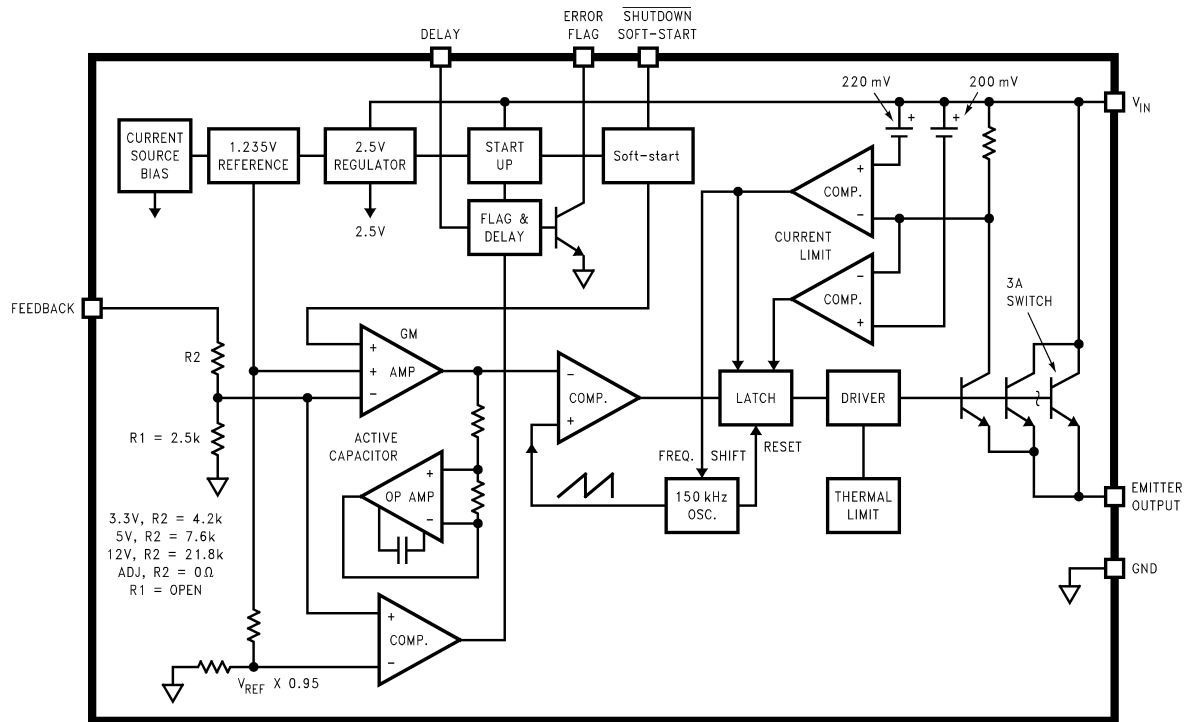 DELAY
ERROR
FLAG
SHUTDOWN
SOFT-START
220 mV
200 mV
VIN
CURRENT
SOURCE
BIAS
1.235V
REFERENCE
2.5V
REGULATOR
START
UP
Soft-start
2.5V
FLAG &
DELAY
+
COMP.
−
+
+
CURRENT
LIMIT
−
COMP.
+
3A
SWITCH
FEEDBACK
R2
R1 = 2.5k
GM
AMP
+
+
−
−
COMP.
+
LATCH
DRIVER
RESET
FREQ. SHIFT
ACTIVE
CAPACITOR
+
OP AMP
−
150 kHz
OSC.
THERMAL
LIMIT
EMITTER
OUTPUT
GND
3.3V, R2 = 4.2k
5V, R2 = 7.6k
12V, R2 = 21.8k
ADJ, R2 = 0Ω
R1 = OPEN
+
COMP.
−
VREF X 0.95